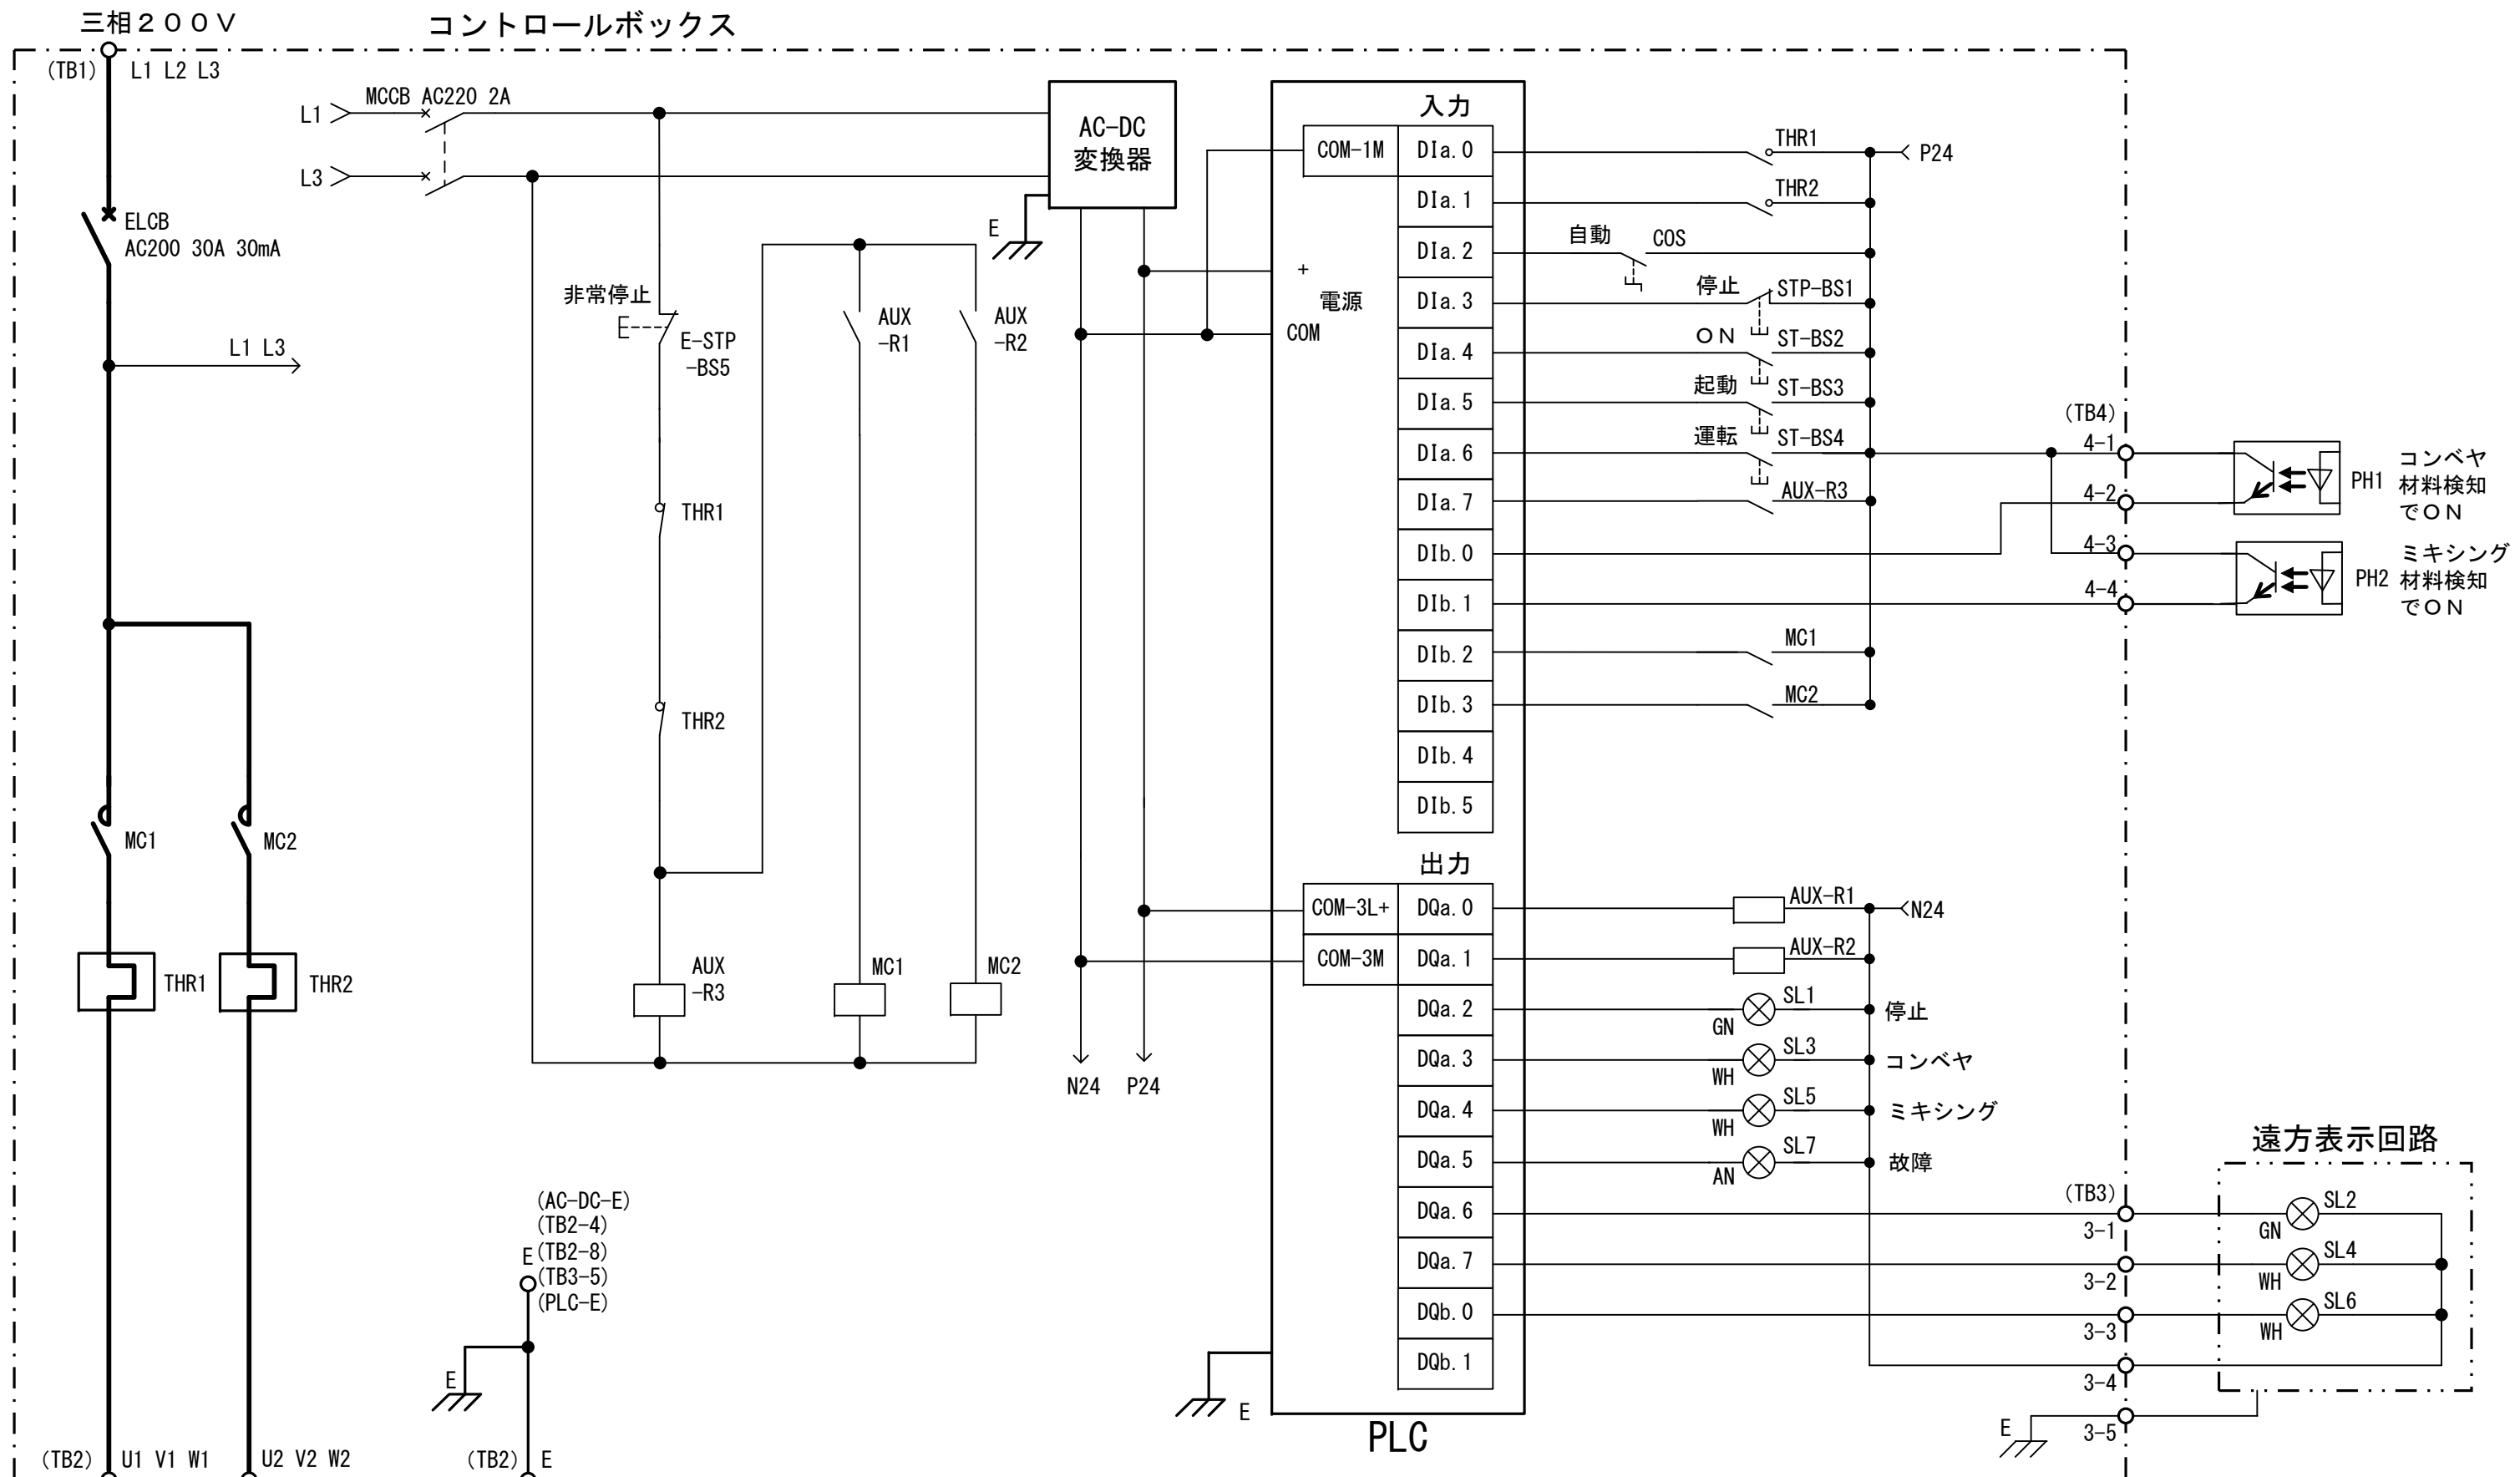 三相２００Ｖ
コントロールボックス
(TB1)
L1 L2 L3
L1
MCCB AC220 2A
L3
ELCB
AC200 30A 30mA
L1 L3
非常停止
E-STP
-BS5
AUX
-R1
AUX
-R2
THR1
THR2
AUX
-R3
MC1
MC2
AC-DC
変換器
E
N24
P24
MC1
MC2
THR1
THR2
(AC-DC-E)
(TB2-4)
E
(TB2-8)
(TB3-5)
(PLC-E)
E
(TB2)
U1 V1 W1
U2 V2 W2
(TB2)
E
入力
COM-1M
DIa.0
DIa.1
DIa.2
DIa.3
DIa.4
DIa.5
DIa.6
DIa.7
DIb.0
DIb.1
DIb.2
DIb.3
DIb.4
DIb.5
+
電源
COM
出力
COM-3L+
COM-3M
DQa.0
DQa.1
DQa.2
DQa.3
DQa.4
DQa.5
DQa.6
DQa.7
DQb.0
DQb.1
E
PLC
THR1
P24
THR2
自動
COS
停止
STP-BS1
ＯＮ
ST-BS2
起動
ST-BS3
運転
ST-BS4
AUX-R3
MC1
MC2
(TB4)
4-1
4-2
4-3
4-4
PH1
コンベヤ
材料検知
でＯＮ
PH2
ミキシング
材料検知
でＯＮ
AUX-R1
N24
AUX-R2
SL1
GN
停止
SL3
WH
コンベヤ
SL5
WH
ミキシング
SL7
AN
故障
遠方表示回路
(TB3)
3-1
3-2
3-3
3-4
3-5
SL2
GN
SL4
WH
SL6
WH
E